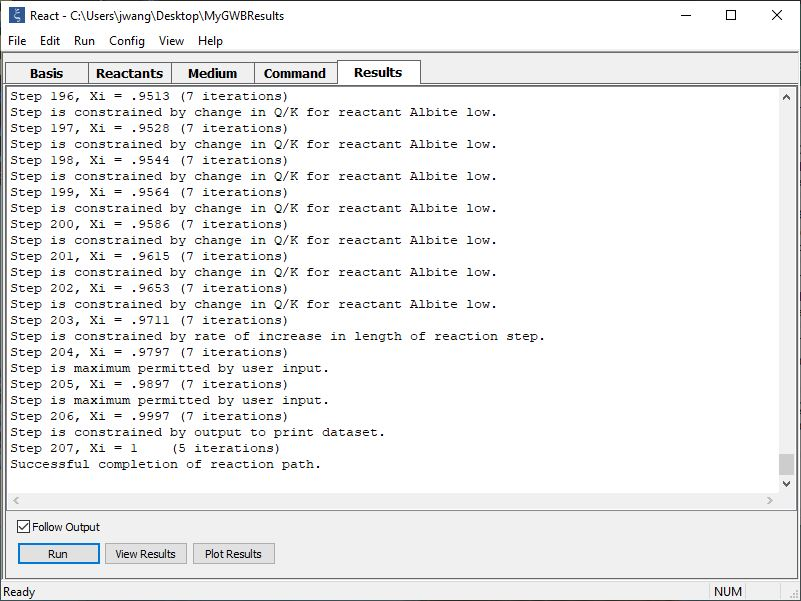 React - C:\Users\jwang\Desktop\MyGWBResults
File Edit Run Config View Help
Basis Reactants Medium Command Results
Step 196, Xi = .9513 (7 iterations)
Step is constrained by change in Q/K for reactant Albite low.
Step 197, Xi = .9528 (7 iterations)
Step is constrained by change in Q/K for reactant Albite low.
Step 198, Xi = .9544 (7 iterations)
Step is constrained by change in Q/K for reactant Albite low.
Step 199, Xi = .9564 (7 iterations)
Step is constrained by change in Q/K for reactant Albite low.
Step 200, Xi = .9586 (7 iterations)
Step is constrained by change in Q/K for reactant Albite low.
Step 201, Xi = .9615 (7 iterations)
Step is constrained by change in Q/K for reactant Albite low.
Step 202, Xi = .9653 (7 iterations)
Step is constrained by change in Q/K for reactant Albite low.
Step 203, Xi = .9711 (7 iterations)
Step is constrained by rate of increase in length of reaction step.
Step 204, Xi = .9797 (7 iterations)
Step is maximum permitted by user input.
Step 205, Xi = .9897 (7 iterations)
Step is maximum permitted by user input.
Step 206, Xi = .9997 (7 iterations)
Step is constrained by output to print dataset.
Step 207, Xi = 1 (5 iterations)
Successful completion of reaction path.
Follow Output
Run View Results Plot Results
Ready NUM